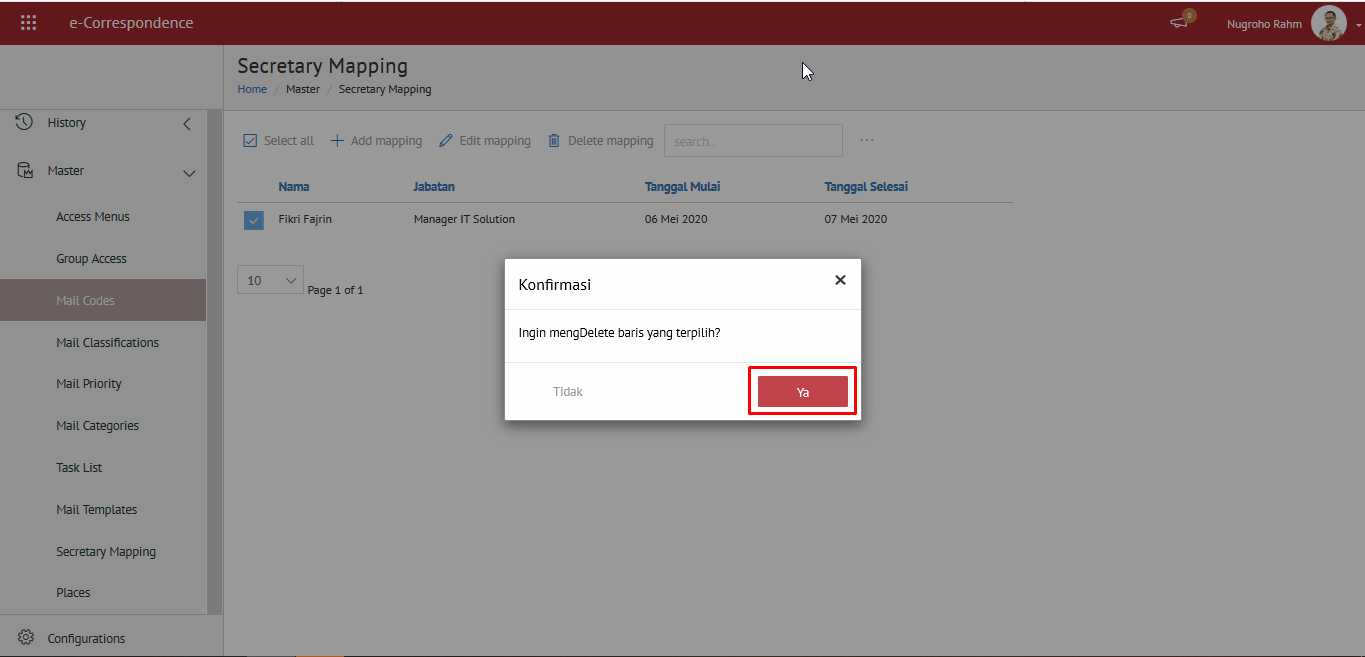 e-Correspondence
0
Nugroho Rahm
Secretary Mapping
Home / Master / Secretary Mapping
History
Master
Access Menus
Group Access
Mail Codes
Mail Classifications
Mail Priority
Mail Categories
Task List
Mail Templates
Secretary Mapping
Places
Configurations
Select all Add mapping Edit mapping Delete mapping search.. ...
Nama Jabatan Tanggal Mulai Tanggal Selesai
Fikri Fajrin Manager IT Solution 06 Mei 2020 07 Mei 2020
10 Page 1 of 1
Konfirmasi
Ingin mengDelete baris yang terpilih?
Tidak Ya